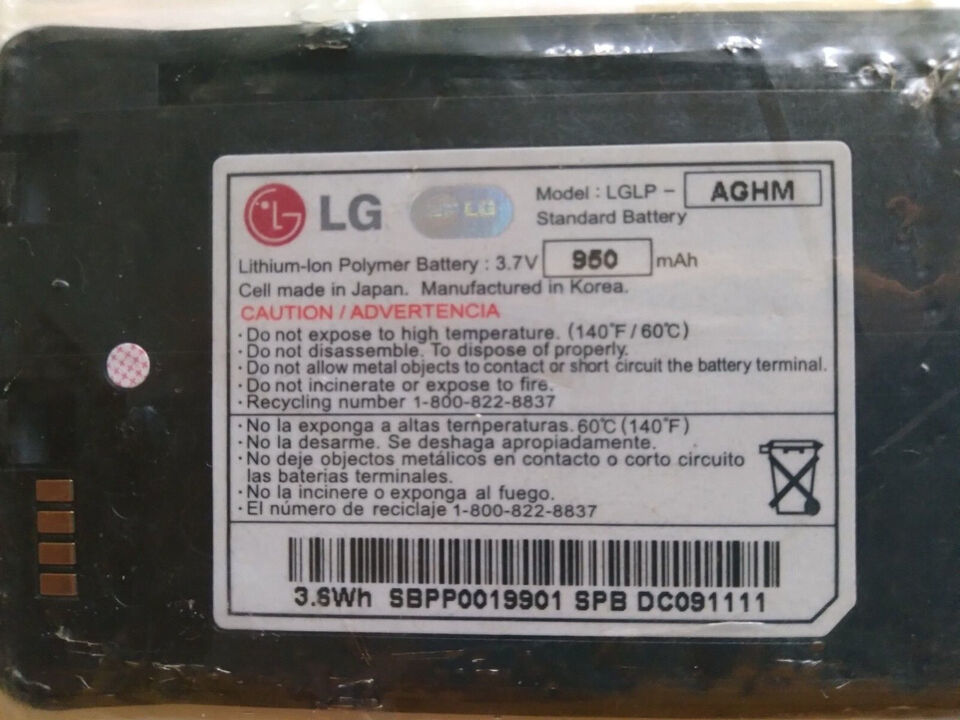 LG LG Model : LGLP - AGHM
Standard Battery
Lithium-Ion Polymer Battery : 3.7V 950 mAh
Cell made in Japan. Manufactured in Korea.
CAUTION / ADVERTENCIA
· Do not expose to high temperature. (140°F / 60℃)
· Do not disassemble. To dispose of properly.
· Do not allow metal objects to contact or short circuit the battery terminal.
· Do not incinerate or expose to fire.
· Recycling number 1-800-822-8837
· No la exponga a altas temperaturas. 60℃ (140°F)
· No la desarme. Se deshaga apropiadamente.
· No deje objectos metálicos en contacto o corto circuito
las baterias terminales.
· No la incinere o exponga al fuego.
· El número de reciclaje 1-800-822-8837
3.6Wh SBPP0019901 SPB DC091111